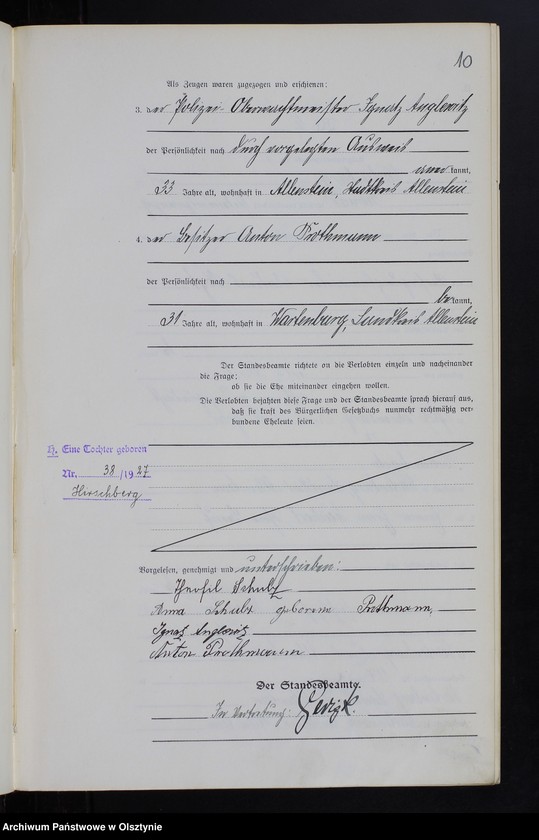 10
Als Zeugen waren zugezogen und erschienen:
3. der Polizei-Oberwachtmeister Ignatz Anglewitz
der Persönlichkeit nach durch vorgelegten Ausweis
aner kannt,
33 Jahre alt, wohnhaft in Allenstein, Stadtkreis Allenstein
4. der Besitzer Anton Prothmann
der Persönlichkeit nach
be kannt,
31 Jahre alt, wohnhaft in Wartenburg, Landkreis Allenstein
Der Standesbeamte richtete an die Verlobten einzeln und nacheinander
die Frage:
ob sie die Ehe miteinander eingehen wollen.
Die Verlobten bejahten diese Frage und der Standesbeamte sprach hierauf aus,
daß sie kraft des Bürgerlichen Gesetzbuchs nunmehr rechtmäßig ver-
bundene Eheleute seien.
H. Eine Tochter geboren
Nr. 38/1927
Hirschberg
Vorgelesen, genehmigt und unterschrieben:
Theofil Schulz
Anna Schulz geborene Prothmann,
Ignatz Anglewitz
Anton Prothmann
Der Standesbeamte.
In Vertretung:
Archiwum Państwowe w Olsztynie